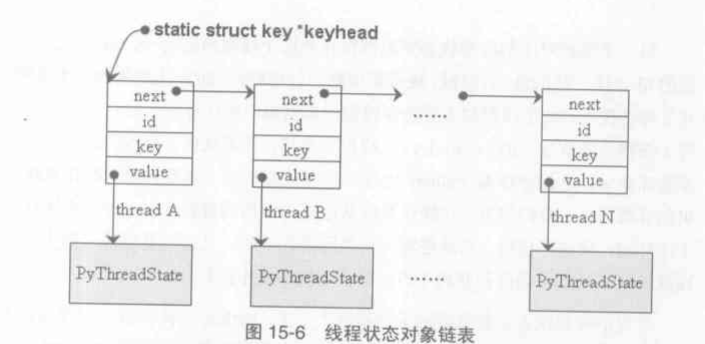 static struct key *keyhead
next
id
key
value
next
id
key
value
......
next
id
key
value
thread A
thread B
thread N
PyThreadState
PyThreadState
......
PyThreadState
图 15-6 线程状态对象链表